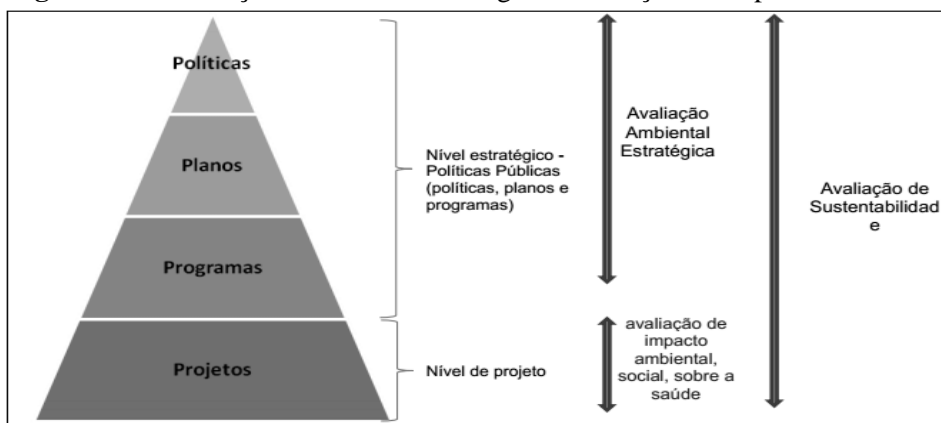 Políticas
Planos
Programas
Projetos
Nível estratégico -
Políticas Públicas
(políticas, planos e
programas)
Nível de projeto
Avaliação
Ambiental
Estratégica
avaliação de
impacto
ambiental,
social, sobre a
saúde
Avaliação de
Sustentabilidad
e